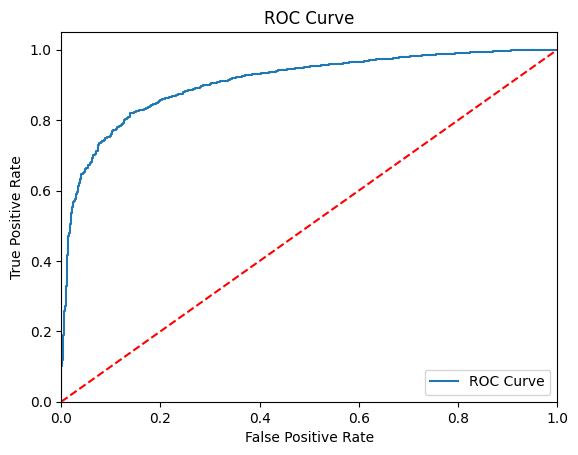 ROC Curve
1.0
0.8
0.6
0.4
0.2
0.0
True Positive Rate
ROC Curve
0.0 0.2 0.4 0.6 0.8 1.0
False Positive Rate